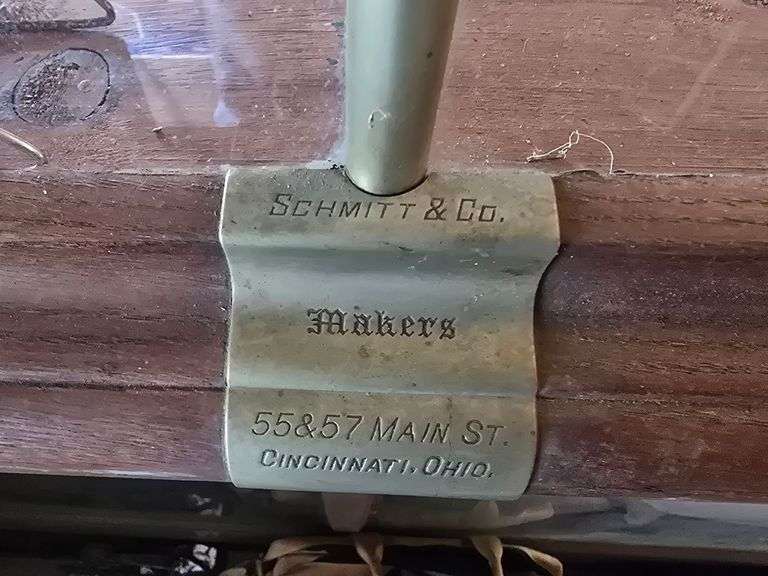 SCHMITT & CO.
Makers
55 & 57 MAIN ST.
CINCINNATI, OHIO.